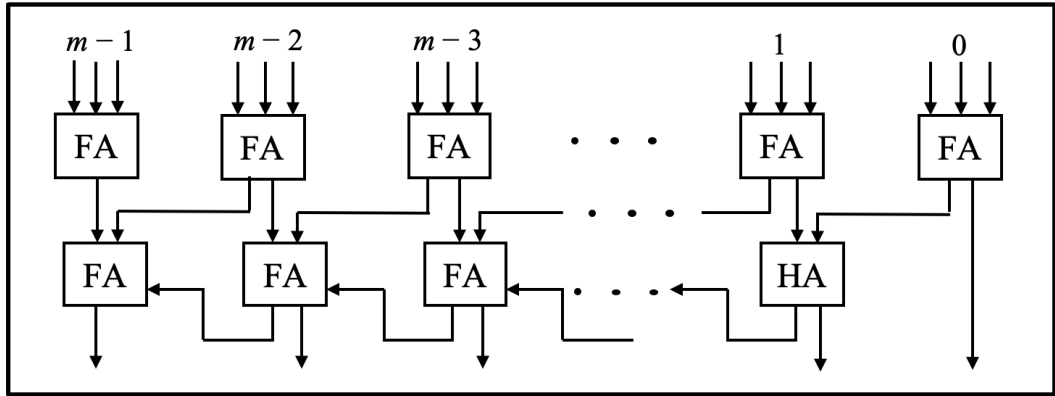 m − 1 m − 2 m − 3 1 0
FA FA FA • • • FA FA
• • •
FA FA FA • • • HA